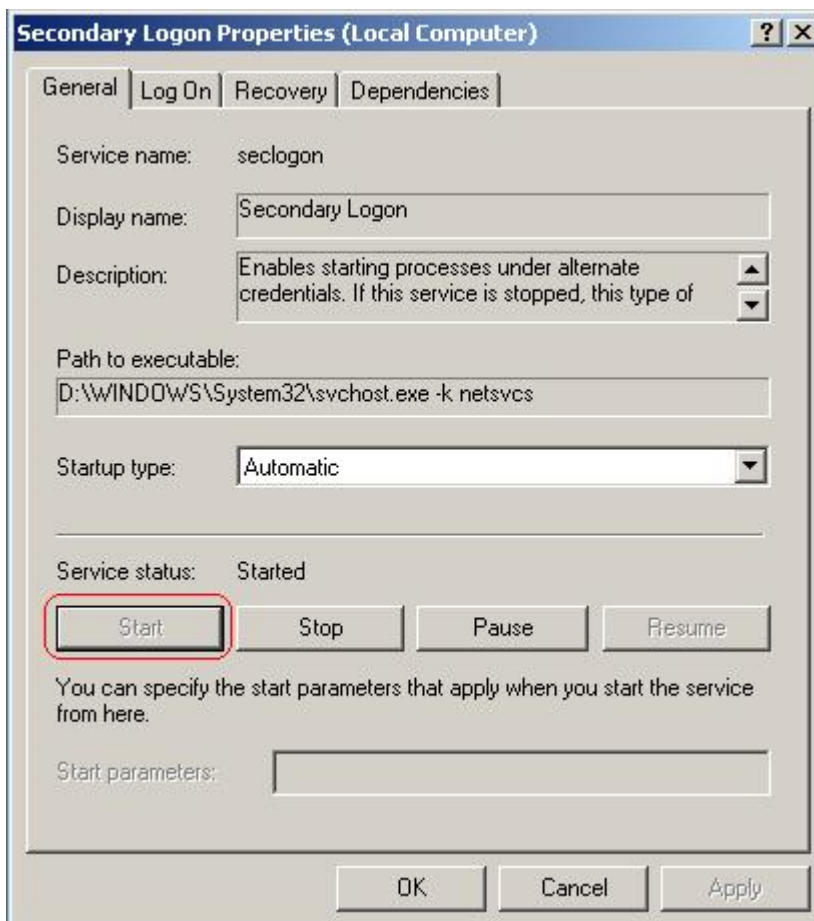 Secondary Logon Properties (Local Computer)
General Log On Recovery Dependencies
Service name: seclogon
Display name: Secondary Logon
Description: Enables starting processes under alternate
credentials. If this service is stopped, this type of
Path to executable:
D:\WINDOWS\System32\svchost.exe -k netsvcs
Startup type: Automatic
Service status: Started
Start Stop Pause Resume
You can specify the start parameters that apply when you start the service
from here.
Start parameters:
OK Cancel Apply